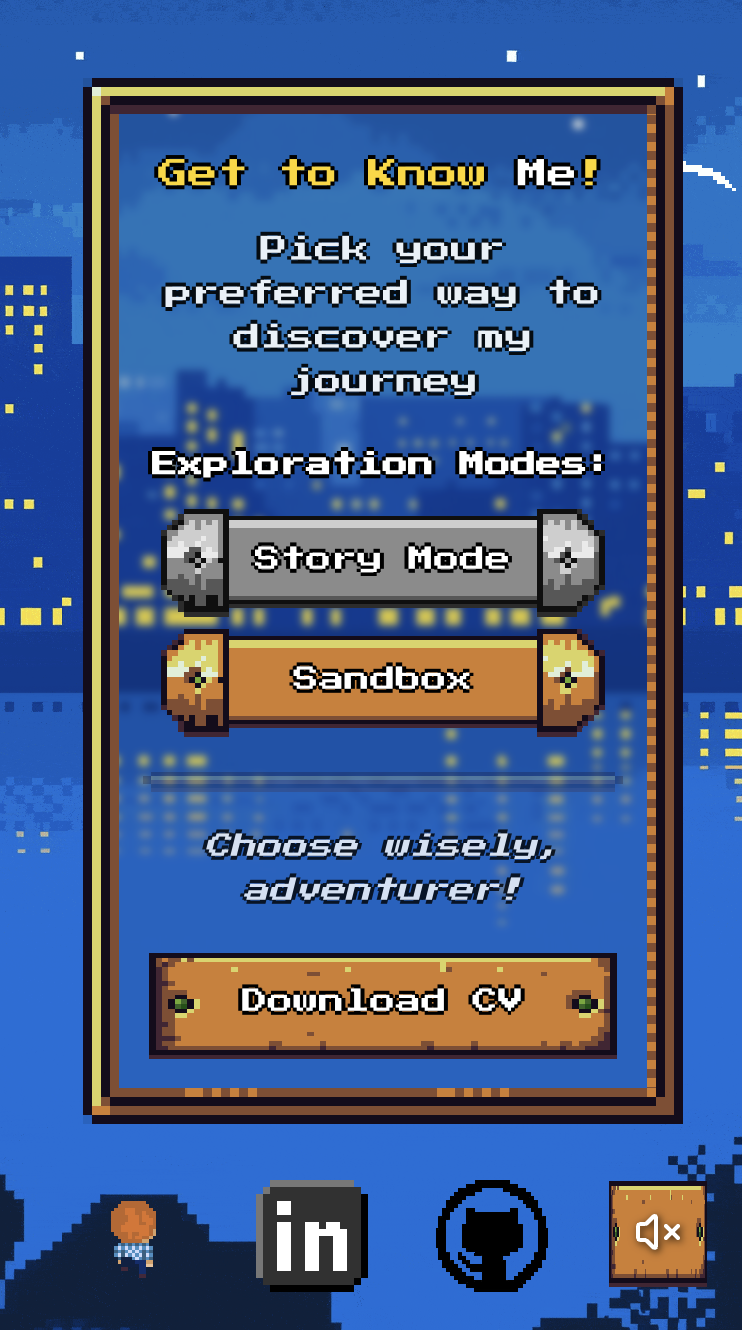 Get to Know Me!
Pick your
preferred way to
discover my
journey
Exploration Modes:
Story Mode
Sandbox
Choose wisely,
adventurer!
Download CV
in